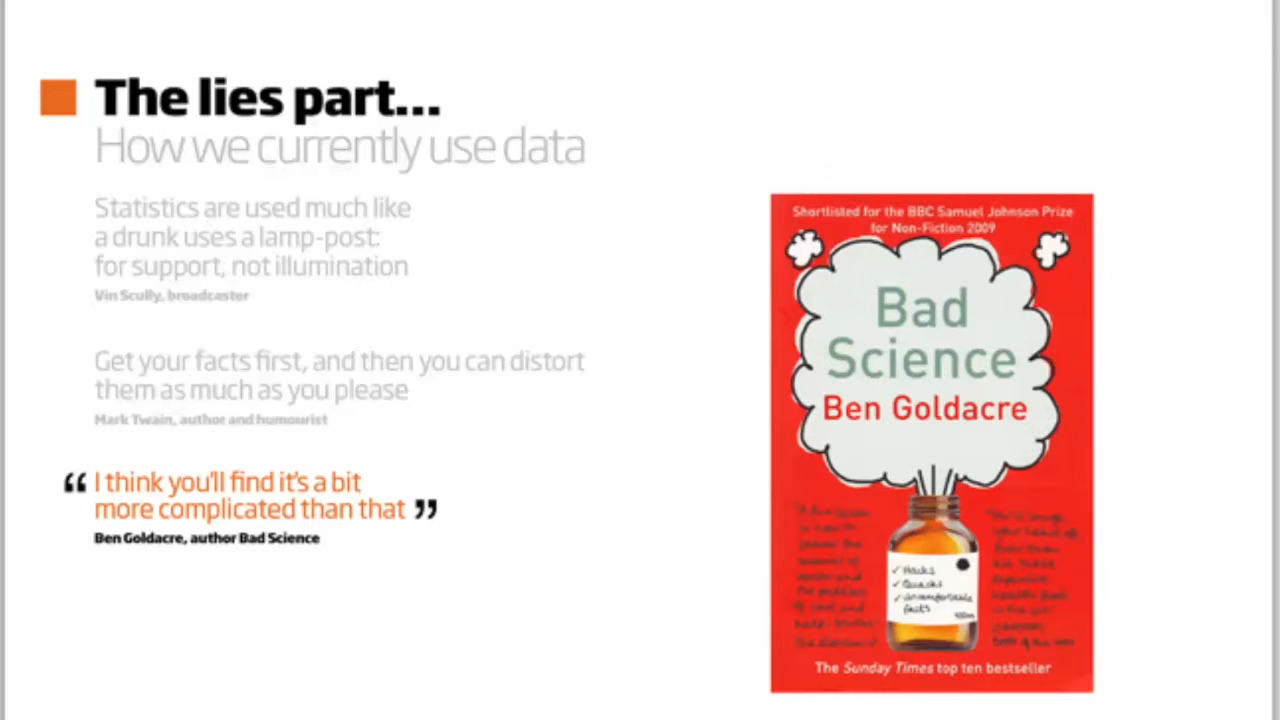 The lies part...
How we currently use data
Statistics are used much like
a drunk uses a lamp-post:
for support, not illumination
Vin Scully, broadcaster
Get your facts first, and then you can distort
them as much as you please
Mark Twain, author and humourist
“I think you'll find it's a bit
more complicated than that”
Ben Goldacre, author Bad Science
Shortlisted for the BBC Samuel Johnson Prize
for Non-Fiction 2009
Bad
Science
Ben Goldacre
✓ Hacks
✓ Quacks
✓ uncomfortable
facts
The Sunday Times top ten bestseller